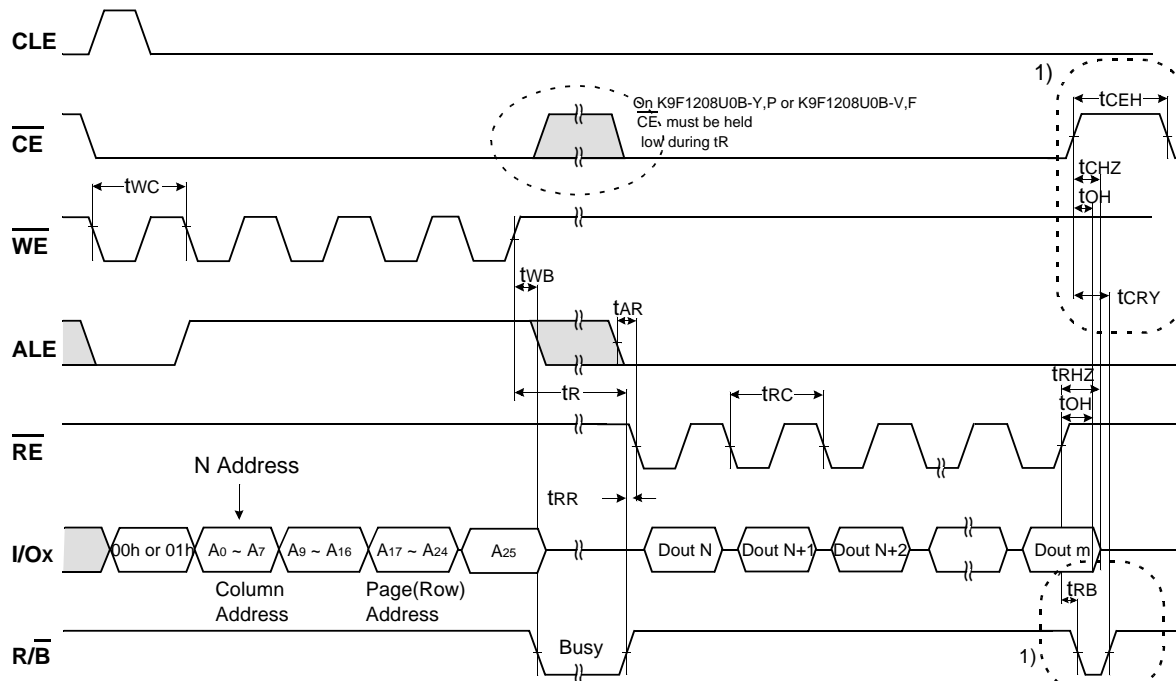 CLE
1)
tCEH
On K9F1208U0B-Y,P or K9F1208U0B-V,F
CE must be held
low during tR
CE
tCHZ
tOH
tWC
WE
tWB
tCRY
tAR
ALE
tR
tRC
tRHZ
tOH
RE
N Address
tRR
I/Ox
00h or 01h
A0 ~ A7
A9 ~ A16
A17 ~ A24
A25
Dout N
Dout N+1
Dout N+2
Dout m
Column
Address
Page(Row)
Address
tRB
R/B
Busy
1)